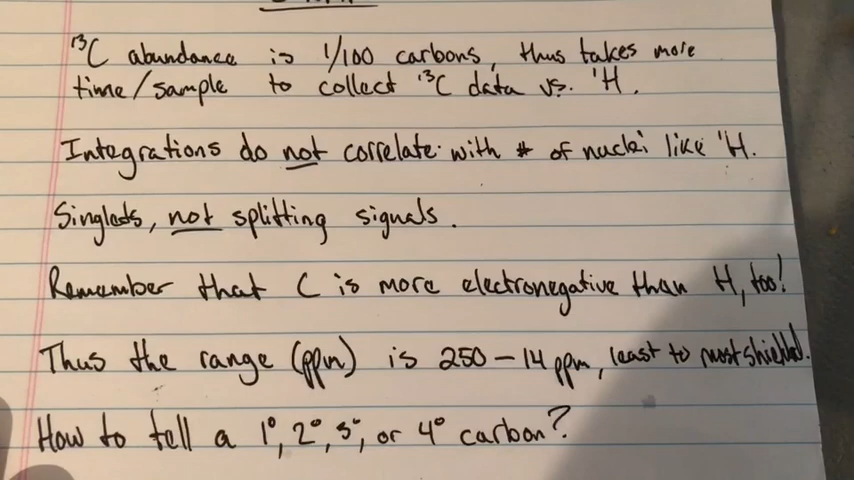 ¹³C abundance is 1/100 carbons, thus takes more
time/sample to collect ¹³C data vs. ¹H.
Integrations do not correlate with # of nuclei like ¹H.
Singlets, not splitting signals.
Remember that C is more electronegative than H, too!
Thus the range (ppm) is 250 – 14 ppm, least to most shielded.
How to tell a 1°, 2°, 3°, or 4° carbon?